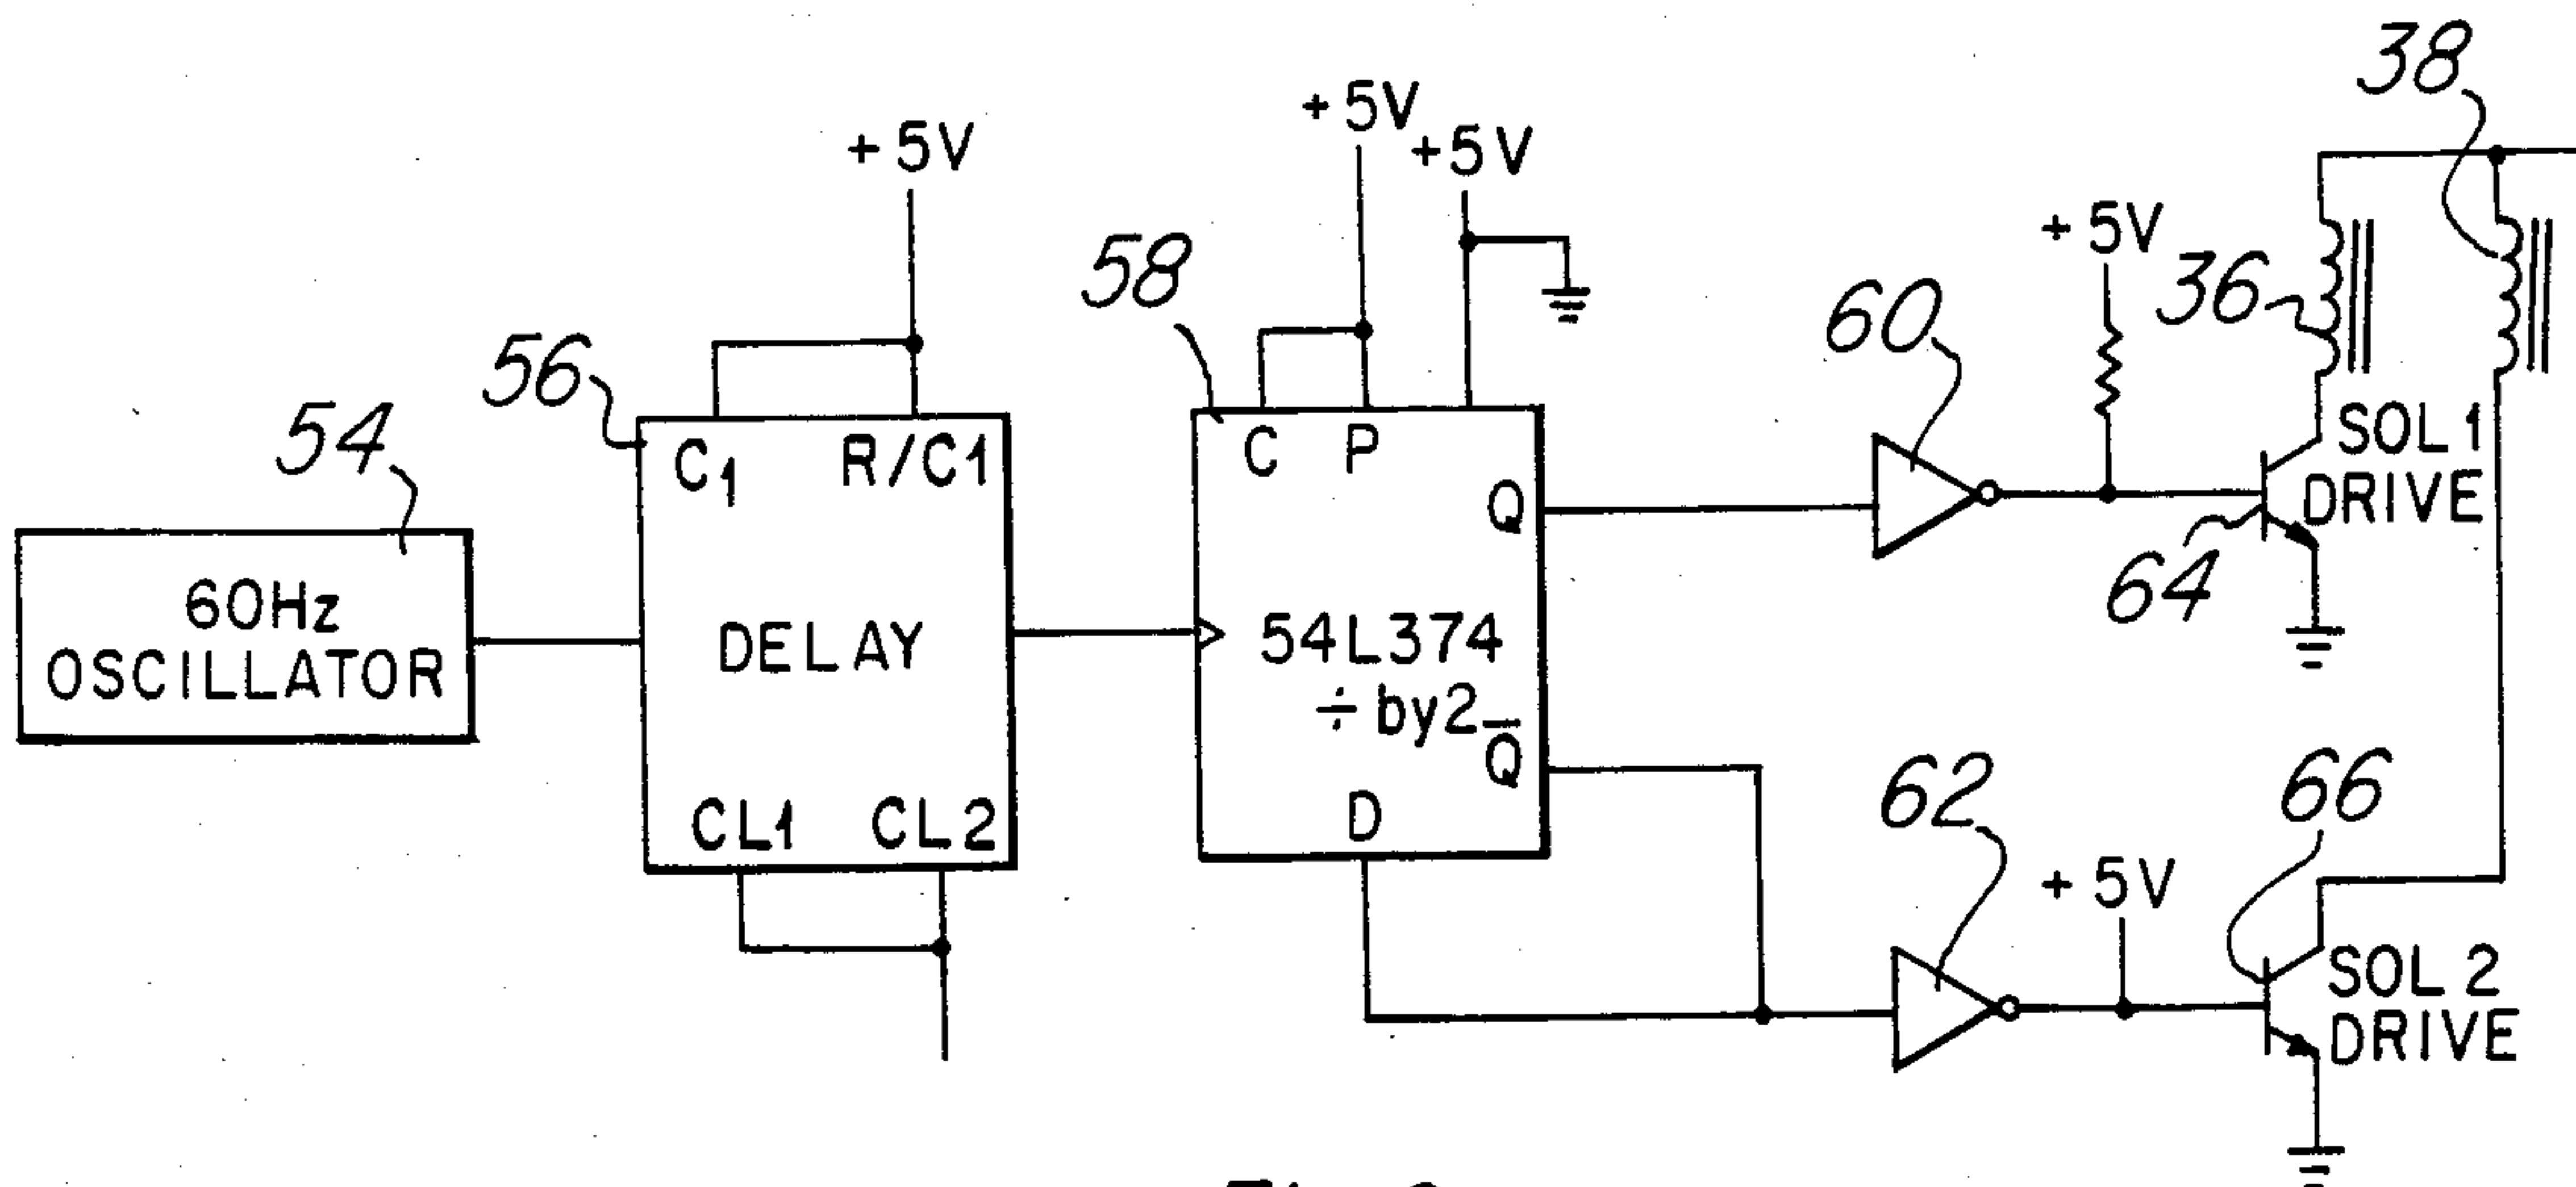 38
+5V
+5V
+5V
+5V
58
60
36
56
54
C1
R/C1
C P
Q
SOL 1
DRIVE
64
60Hz
OSCILLATOR
DELAY
54L374
÷ by2
Q̅
CL1
CL2
D
62
66
+5V
SOL 2
DRIVE